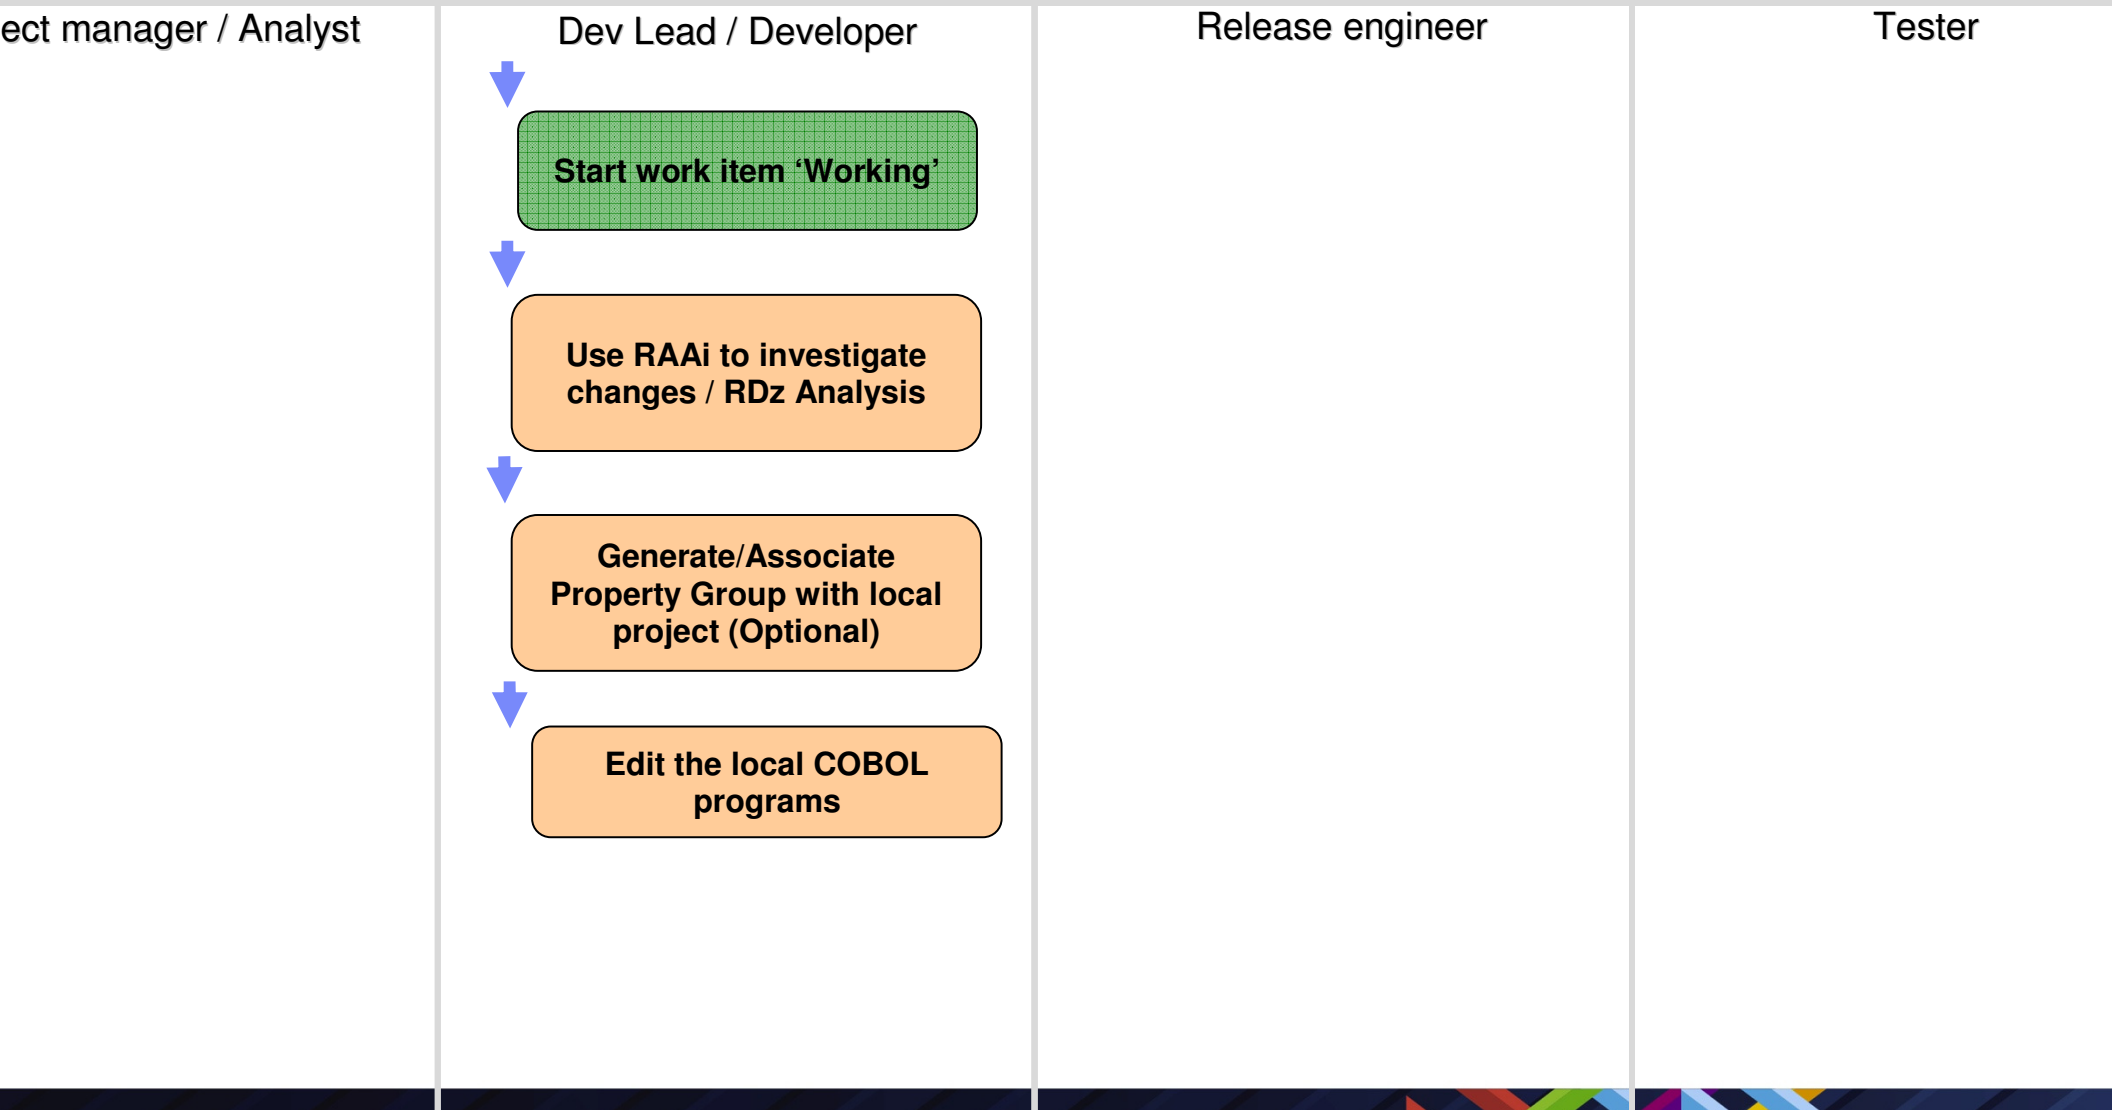 ect manager / Analyst
Dev Lead / Developer
Release engineer
Tester
Start work item ‘Working’
Use RAAi to investigate
changes / RDz Analysis
Generate/Associate
Property Group with local
project (Optional)
Edit the local COBOL
programs